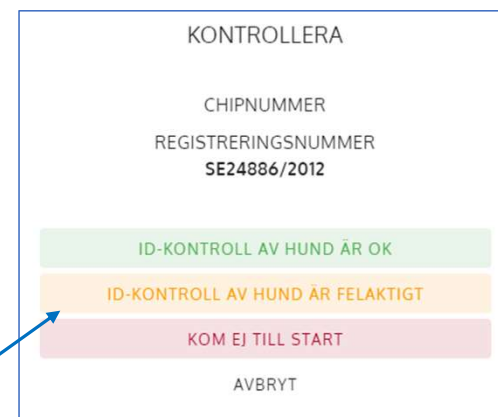 KONTROLLERA
CHIPNUMMER
REGISTRERINGSNUMMER
SE24886/2012
ID-KONTROLL AV HUND ÄR OK
ID-KONTROLL AV HUND ÄR FELAKTIGT
KOM EJ TILL START
AVBRYT